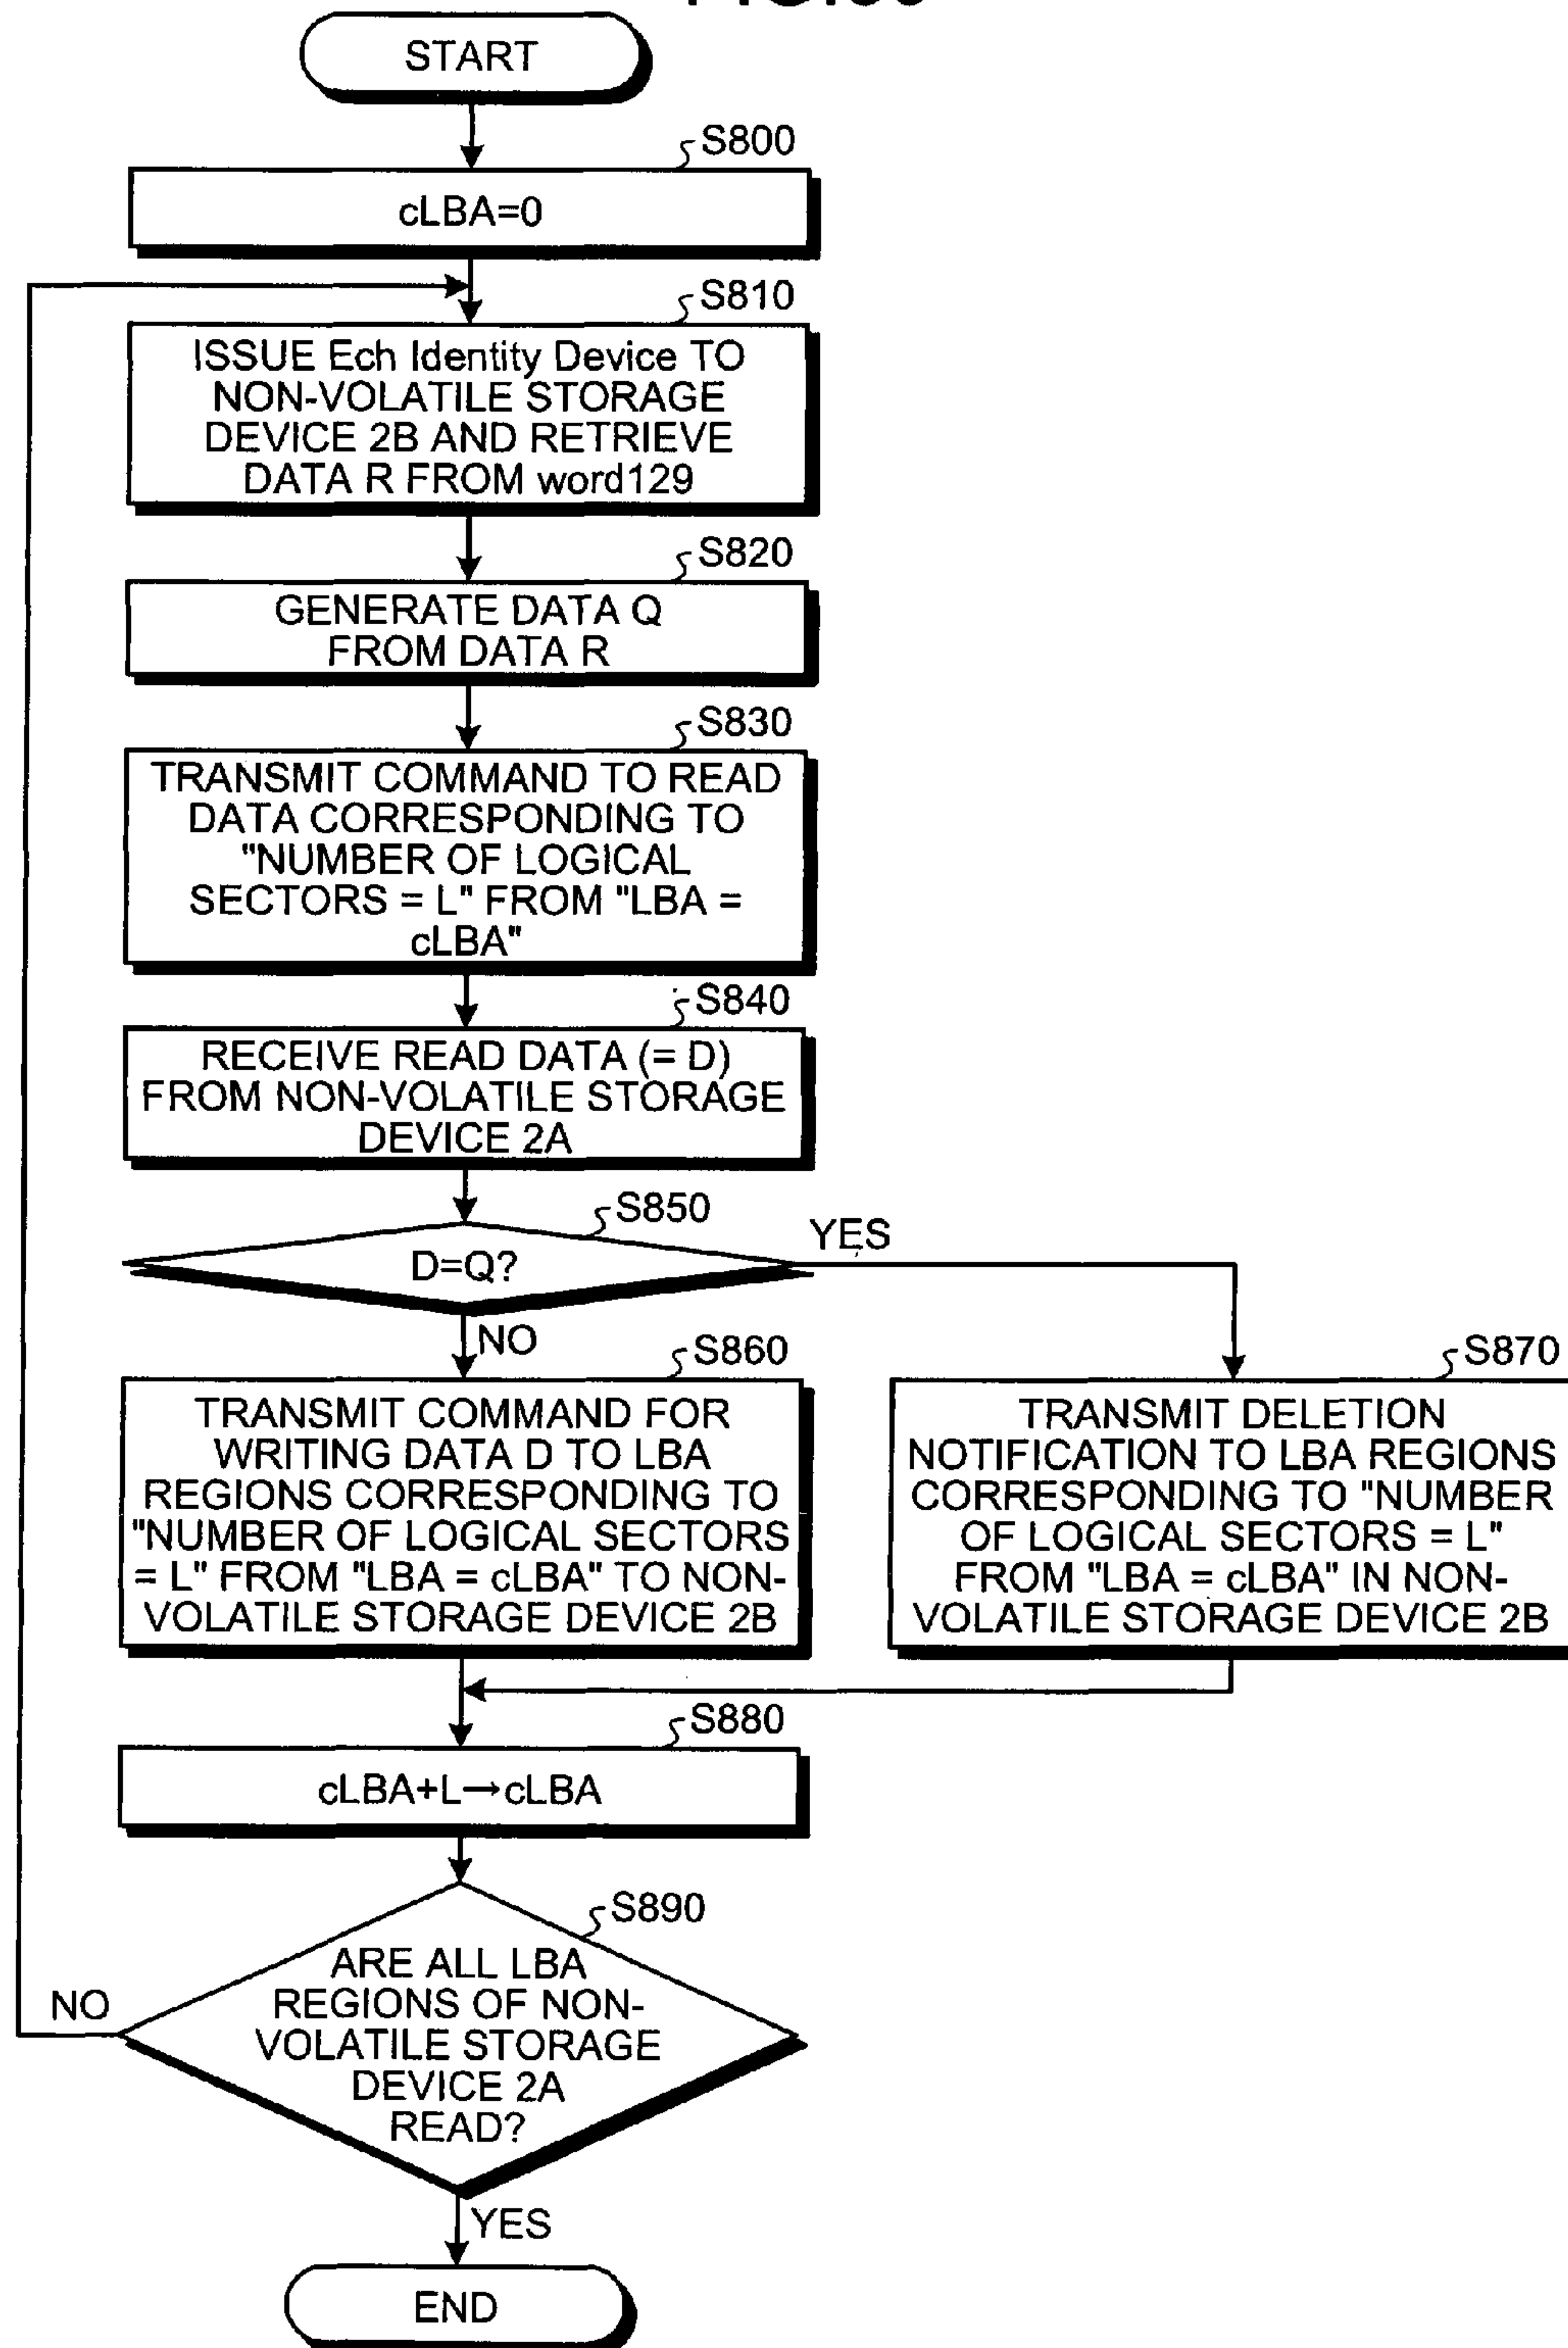 START
S800
cLBA=0
S810
ISSUE Ech Identity Device TO
NON-VOLATILE STORAGE
DEVICE 2B AND RETRIEVE
DATA R FROM word129
S820
GENERATE DATA Q
FROM DATA R
S830
TRANSMIT COMMAND TO READ
DATA CORRESPONDING TO
"NUMBER OF LOGICAL
SECTORS = L" FROM "LBA =
cLBA"
S840
RECEIVE READ DATA (= D)
FROM NON-VOLATILE STORAGE
DEVICE 2A
S850
D=Q?
YES
NO
S860
TRANSMIT COMMAND FOR
WRITING DATA D TO LBA
REGIONS CORRESPONDING TO
"NUMBER OF LOGICAL SECTORS
= L" FROM "LBA = cLBA" TO NON-
VOLATILE STORAGE DEVICE 2B
S870
TRANSMIT DELETION
NOTIFICATION TO LBA REGIONS
CORRESPONDING TO "NUMBER
OF LOGICAL SECTORS = L"
FROM "LBA = cLBA" IN NON-
VOLATILE STORAGE DEVICE 2B
S880
cLBA+L→cLBA
S890
ARE ALL LBA
REGIONS OF NON-
VOLATILE STORAGE
DEVICE 2A
READ?
NO
YES
END